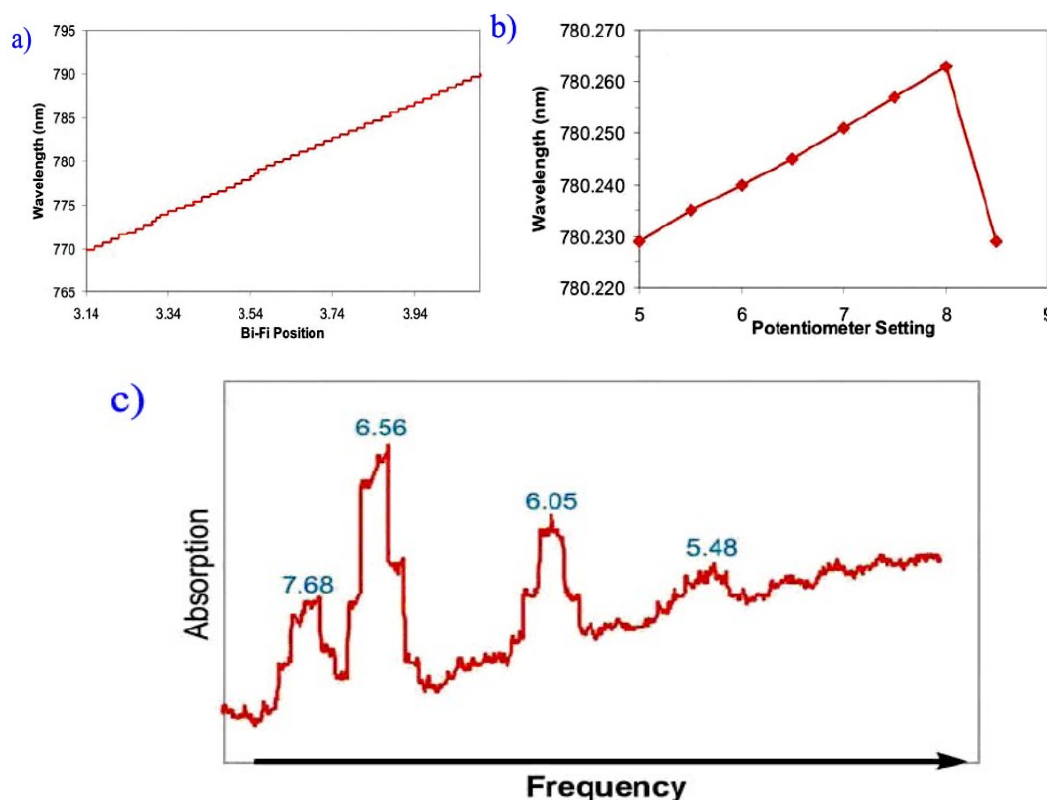 a)
795
790
785
780
775
770
765
Wavelength (nm)
3.14 3.34 3.54 3.74 3.94
Bi-Fi Position
b)
780.270
780.260
780.250
780.240
780.230
780.220
Wavelength (nm)
5 6 7 8 9
Potentiometer Setting
c)
Absorption
7.68
6.56
6.05
5.48
Frequency